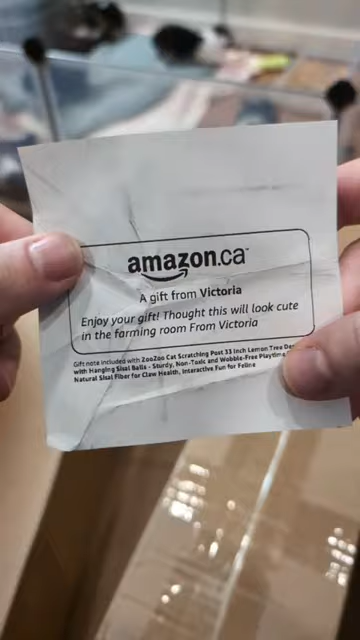 amazon.ca
A gift from Victoria
Enjoy your gift! Thought this will look cute
in the farming room From Victoria
Gift note included with ZooZoo Cat Scratching Post 33 Inch Lemon Tree
with Hanging Sisal Balls - Sturdy, Non-Toxic and Wobble-Free Playtime
Natural Sisal Fiber for Claw Health, Interactive Fun for Feline